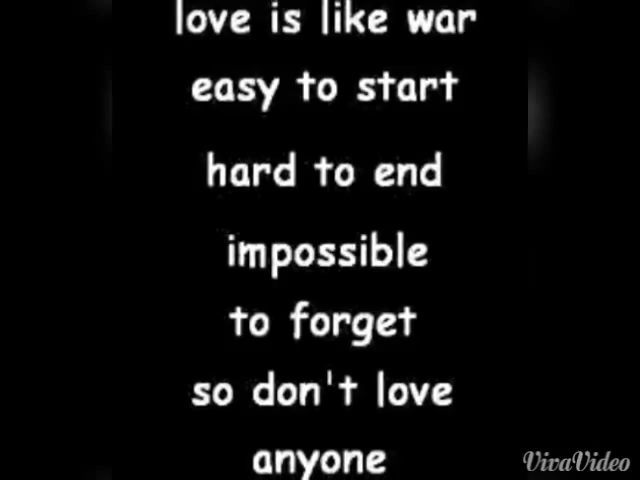 love is like war
easy to start
hard to end
impossible
to forget
so don't love
anyone
VivaVideo